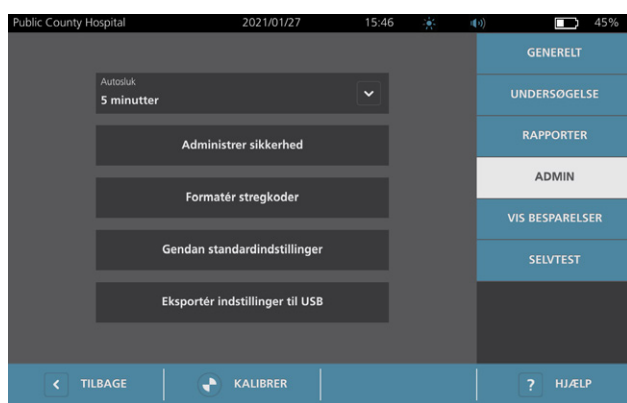 Public County Hospital 2021/01/27 15:46 45%
GENERELT
Autosluk
5 minutter
UNDERSØGELSE
Administrer sikkerhed
RAPPORTER
ADMIN
Formatér stregkoder
VIS BESPARELSER
Gendan standardindstillinger
SELVTEST
Eksportér indstillinger til USB
TILBAGE KALIBRER ? HJÆLP